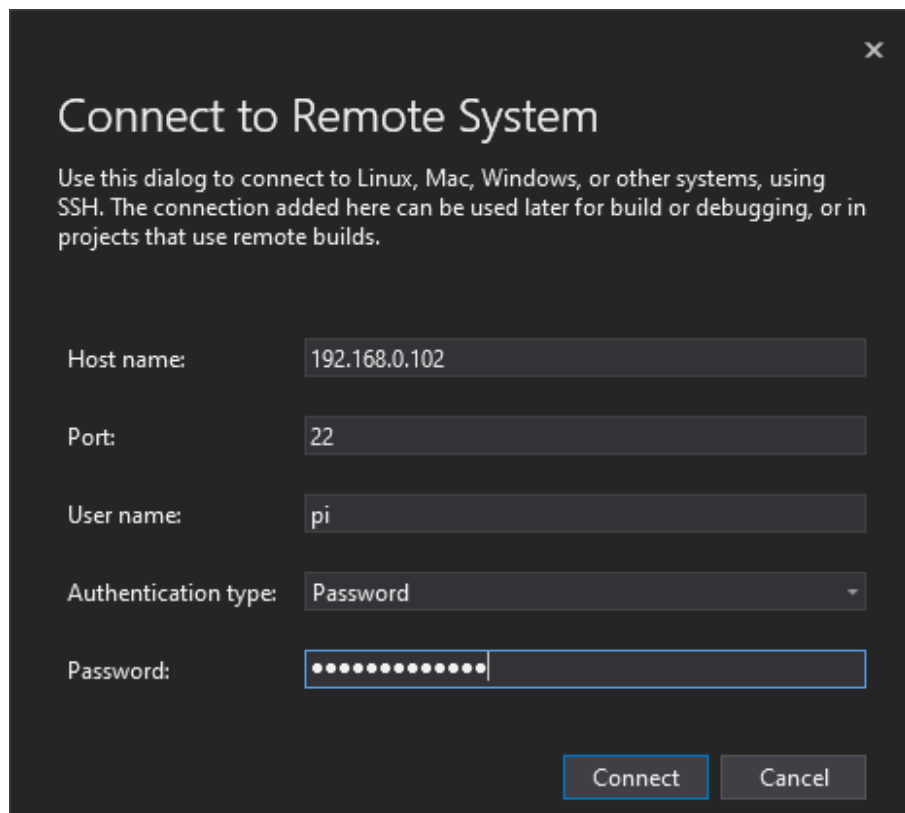 Connect to Remote System
Use this dialog to connect to Linux, Mac, Windows, or other systems, using
SSH. The connection added here can be used later for build or debugging, or in
projects that use remote builds.
Host name: 192.168.0.102
Port: 22
User name: pi
Authentication type: Password
Password: •••••••••••••
Connect Cancel